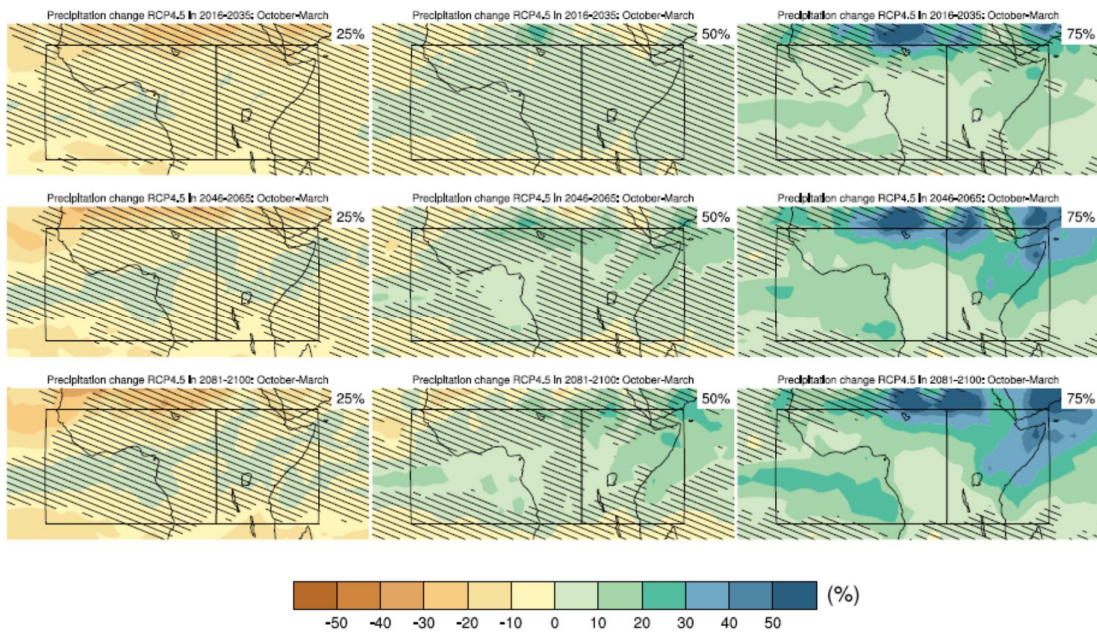 Precipitation change RCP4.5 in 2016-2035: October-March
25%
Precipitation change RCP4.5 in 2016-2035: October-March
50%
Precipitation change RCP4.5 in 2016-2035: October-March
75%
Precipitation change RCP4.5 in 2046-2065: October-March
25%
Precipitation change RCP4.5 in 2046-2065: October-March
50%
Precipitation change RCP4.5 in 2046-2065: October-March
75%
Precipitation change RCP4.5 in 2081-2100: October-March
25%
Precipitation change RCP4.5 in 2081-2100: October-March
50%
Precipitation change RCP4.5 in 2081-2100: October-March
75%
(%)
-50 -40 -30 -20 -10 0 10 20 30 40 50